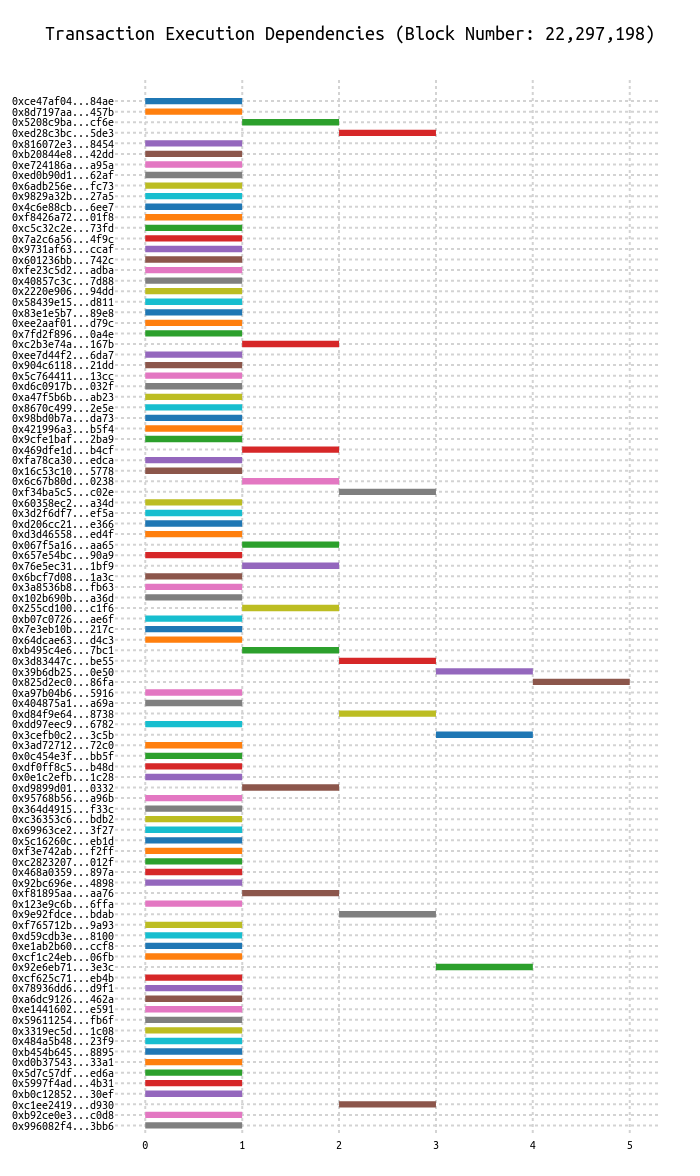 Transaction Execution Dependencies (Block Number: 22,297,198)
0xce47af04...84ae
0x8d7197aa...457b
0x5208c9ba...cf6e
0xed28c3bc...5de3
0x816072e3...8454
0xb20844e8...42dd
0xe724186a...a95a
0xed0b90d1...62af
0x6adb256e...fc73
0x9829a32b...27a5
0x4c6e88cb...6ee7
0xf8426a72...01f8
0xc5c32c2e...73fd
0x7a2c6a56...4f9c
0x9731af63...ccaf
0x601236bb...742c
0xfe23c5d2...adba
0x40857c3c...7d88
0x2220e906...94dd
0x58439e15...d811
0x83e1e5b7...89e8
0xee2aaf01...d79c
0x7fd2f896...0a4e
0xc2b3e74a...167b
0xee7d44f2...6da7
0x904c6118...21dd
0x5c764411...13cc
0xd6c0917b...032f
0xa47f5b6b...ab23
0x8670c499...2e5e
0x98bd0b7a...da73
0x421996a3...b5f4
0x9cfe1baf...2ba9
0x469dfe1d...b4cf
0xfa78ca30...edca
0x16c53c10...5778
0x6c67b80d...0238
0xf34ba5c5...c02e
0x60358ec2...a34d
0x3d2f6df7...ef5a
0xd206cc21...e366
0xd3d46558...ed4f
0x067f5a16...aa65
0x657e54bc...90a9
0x76e5ec31...1bf9
0x6bcf7d08...1a3c
0x3a8536b8...fb63
0x102b690b...a36d
0x255cd100...c1f6
0xb07c0726...ae6f
0x7e3eb10b...217c
0x64dcae63...d4c3
0xb495c4e6...7bc1
0x3d83447c...be55
0x39b6db25...0e50
0x825d2ec0...86fa
0xa97b04b6...5916
0x404875a1...a69a
0xd84f9e64...8738
0xdd97eec9...6782
0x3cefb0c2...3c5b
0x3ad72712...72c0
0x0c454e3f...bb5f
0xdf0ff8c5...b48d
0x0e1c2efb...1c28
0xd9899d01...0332
0x95768b56...a96b
0x364d4915...f33c
0xc36353c6...bdb2
0x69963ce2...3f27
0x5c16260c...eb1d
0xf3e742ab...f2ff
0xc2823207...012f
0x468a0359...897a
0x92bc696e...4898
0xf81895aa...aa76
0x123e9c6b...6ffa
0x9e92fdce...bdab
0xf765712b...9a93
0xd59cdb3e...8100
0xe1ab2b60...ccf8
0xcf1c24eb...06fb
0x92e6eb71...3e3c
0xcf625c71...eb4b
0x78936dd6...d9f1
0xa6dc9126...462a
0xe1441602...e591
0x59611254...fb6f
0x3319ec5d...1c08
0x484a5b48...23f9
0xb454b645...8895
0xd0b37543...33a1
0x5d7c57df...ed6a
0x5997f4ad...4b31
0xb0c12852...30ef
0xc1ee2419...d930
0xb92ce0e3...c0d8
0x996082f4...3bb6
0 1 2 3 4 5